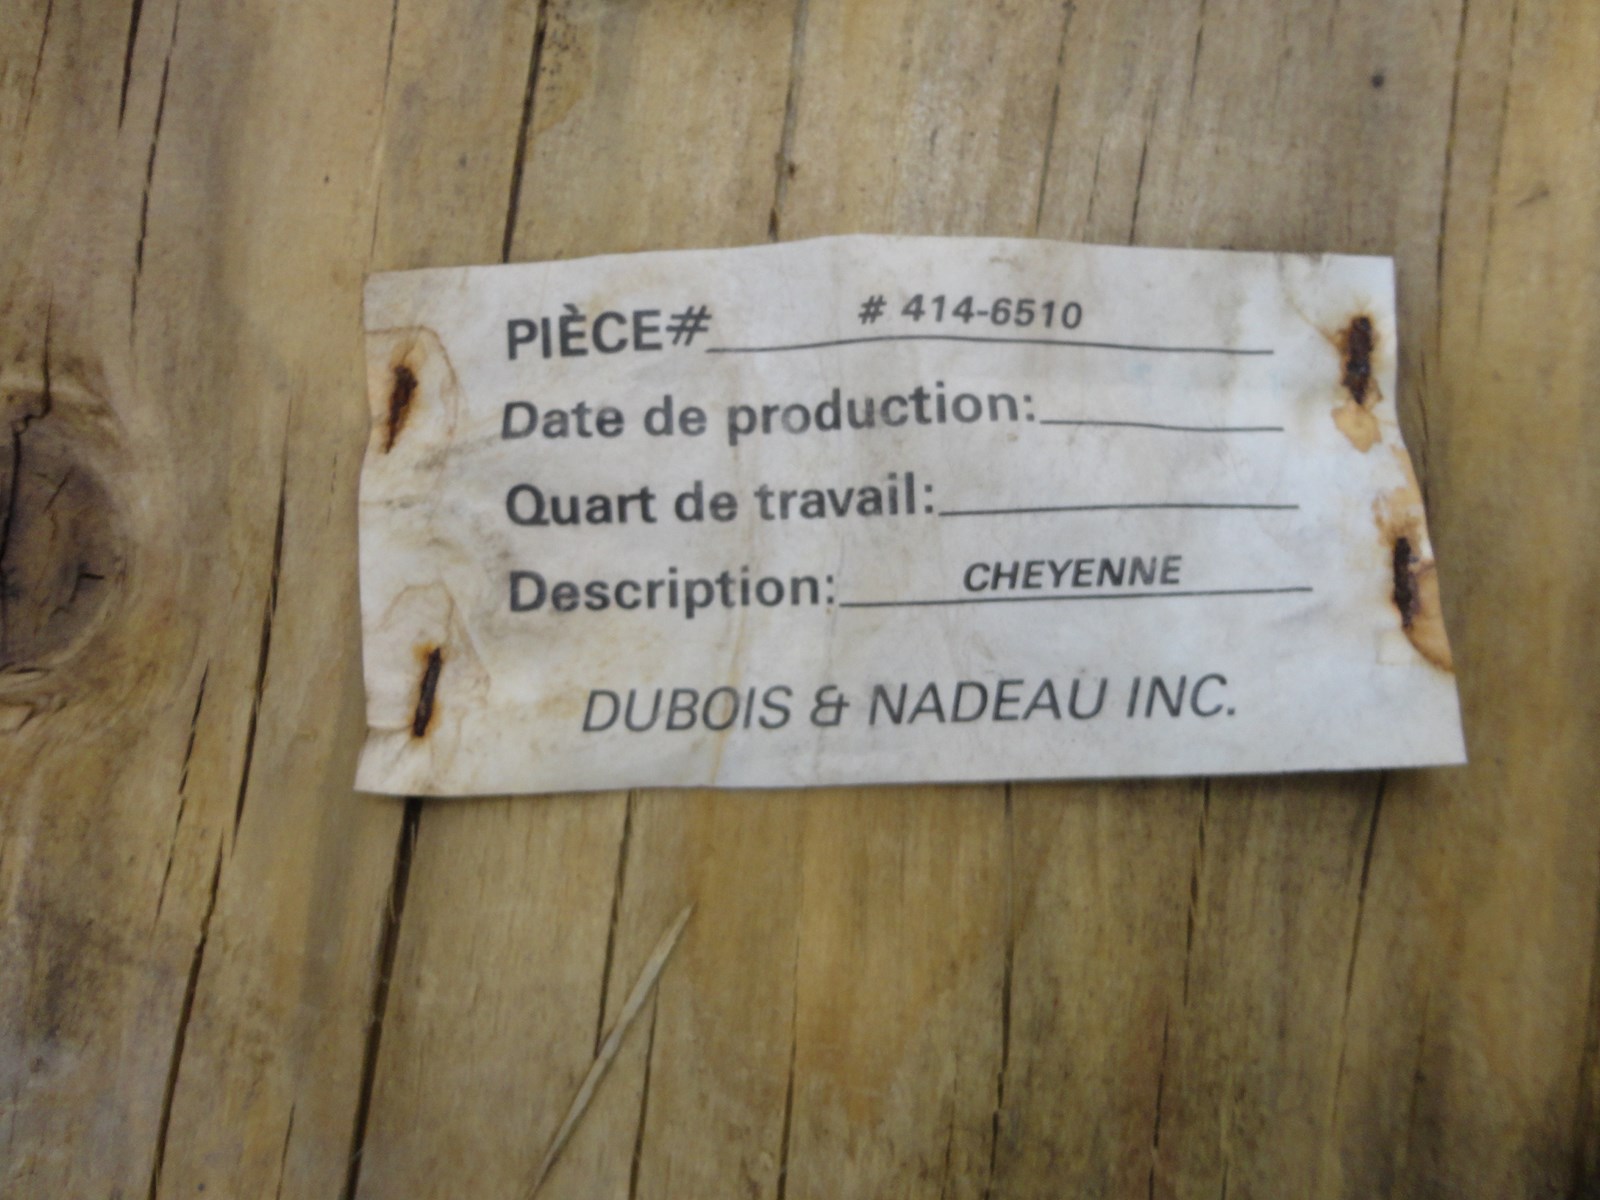 PIÈCE# # 414-6510
Date de production:
Quart de travail:
Description: CHEYENNE
DUBOIS & NADEAU INC.